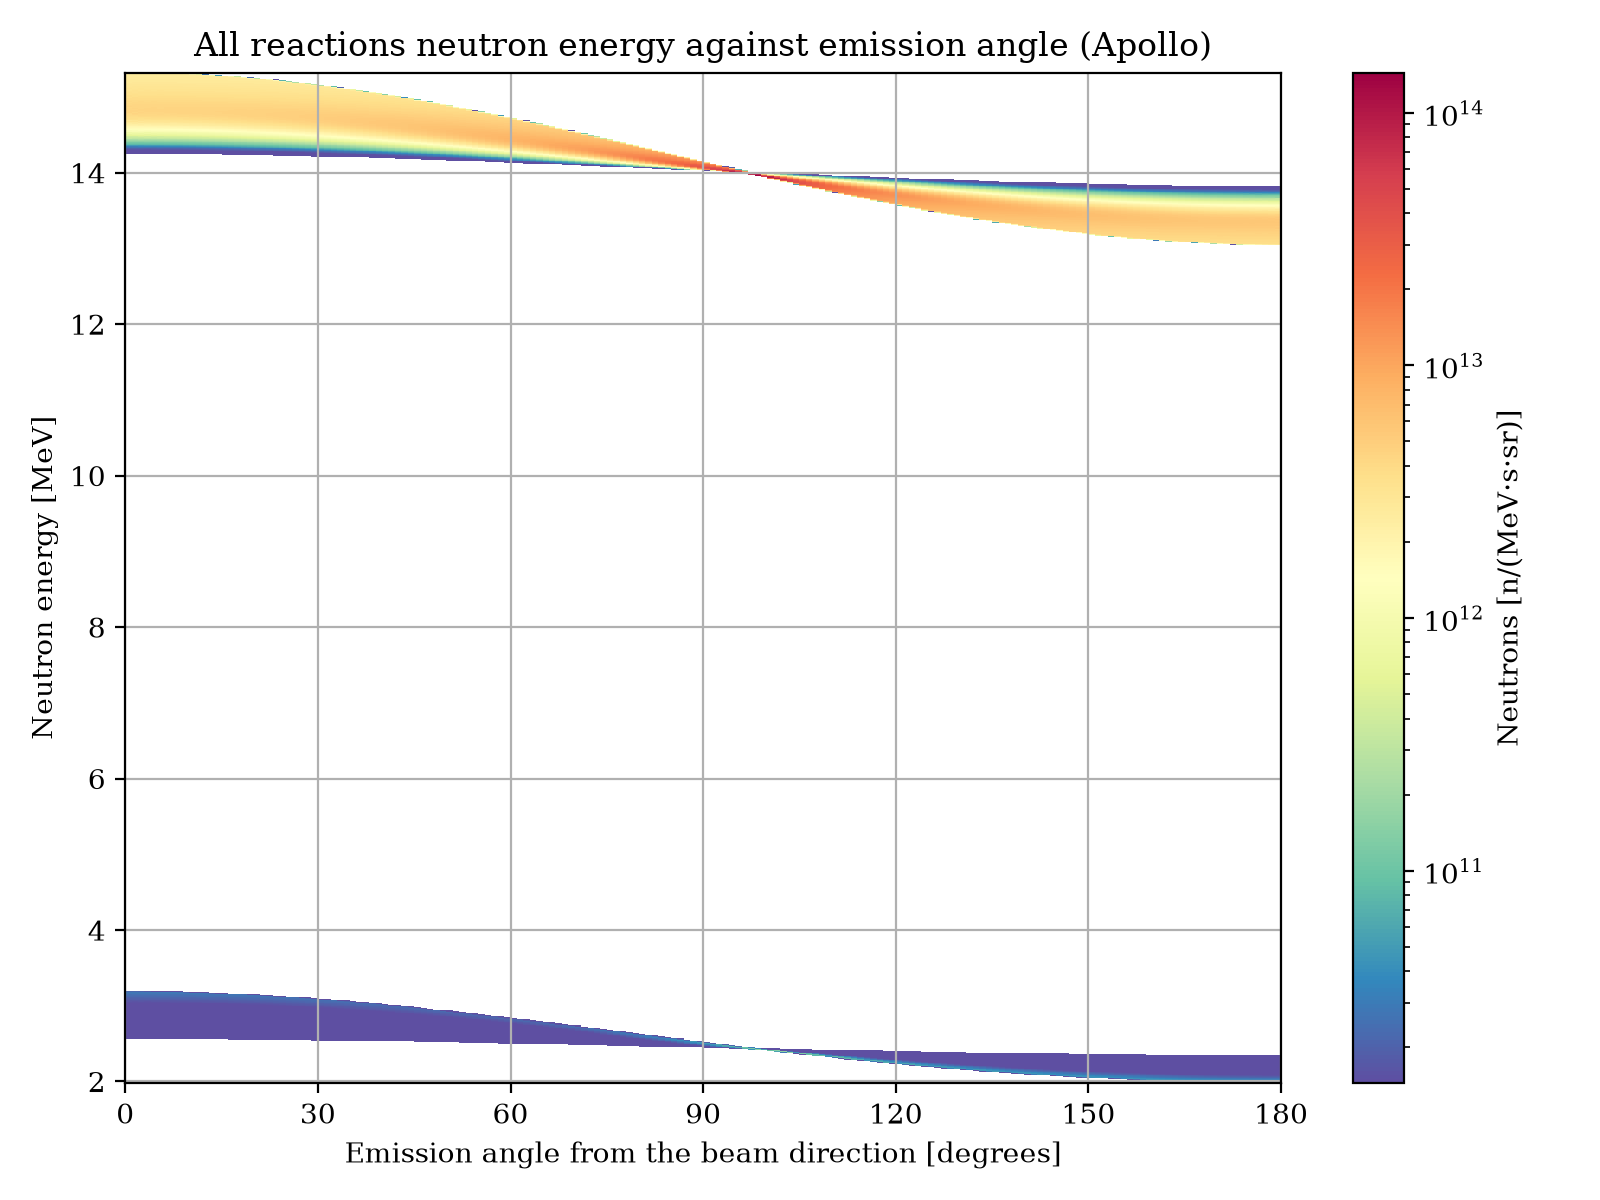 All reactions neutron energy against emission angle (Apollo)
Neutron energy [MeV]
14
12
10
8
6
4
2
0 30 60 90 120 150 180
Emission angle from the beam direction [degrees]
10¹⁴
10¹³
10¹²
10¹¹
Neutrons [n/(MeV·s·sr)]